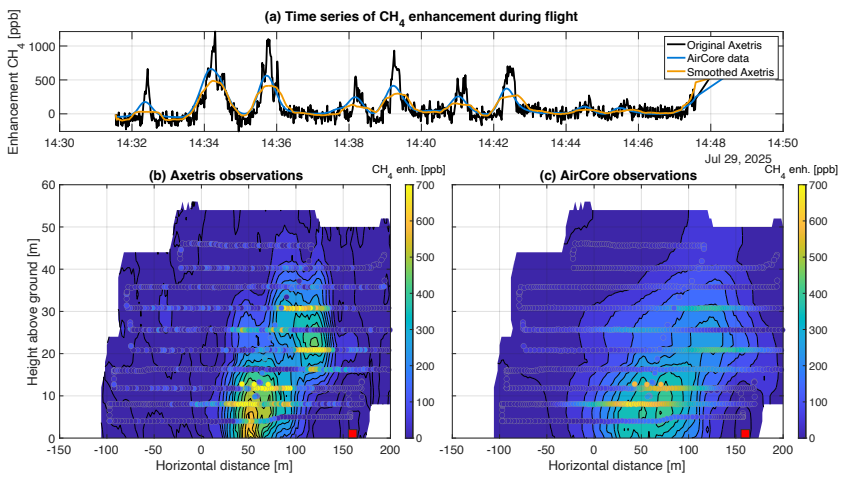 (a) Time series of CH4 enhancement during flight
Enhancement CH4 [ppb]
1000
500
0
Original Axetris
AirCore data
Smoothed Axetris
14:30 14:32 14:34 14:36 14:38 14:40 14:42 14:44 14:46 14:48 14:50
Jul 29, 2025
(b) Axetris observations
CH4 enh. [ppb]
(c) AirCore observations
CH4 enh. [ppb]
Height above ground [m]
60
50
40
30
20
10
0
-150 -100 -50 0 50 100 150 200
Horizontal distance [m]
700
600
500
400
300
200
100
0
-150 -100 -50 0 50 100 150 200
Horizontal distance [m]
700
600
500
400
300
200
100
0